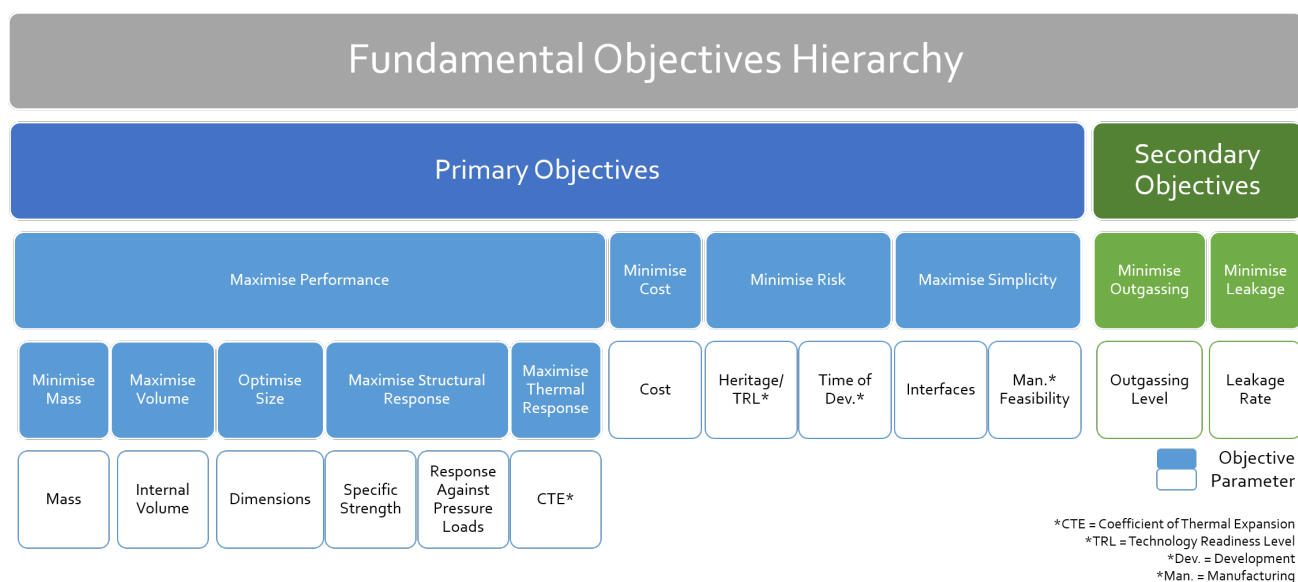 Fundamental Objectives Hierarchy
Primary Objectives
Secondary
Objectives
Maximise Performance
Minimise
Cost
Minimise Risk
Maximise Simplicity
Minimise
Outgassing
Minimise
Leakage
Minimise
Mass
Maximise
Volume
Optimise
Size
Maximise Structural
Response
Maximise
Thermal
Response
Cost
Heritage/
TRL*
Time of
Dev.*
Interfaces
Man.*
Feasibility
Outgassing
Level
Leakage
Rate
Mass
Internal
Volume
Dimensions
Specific
Strength
Response
Against
Pressure
Loads
CTE*
Objective
Parameter
*CTE = Coefficient of Thermal Expansion
*TRL = Technology Readiness Level
*Dev. = Development
*Man. = Manufacturing